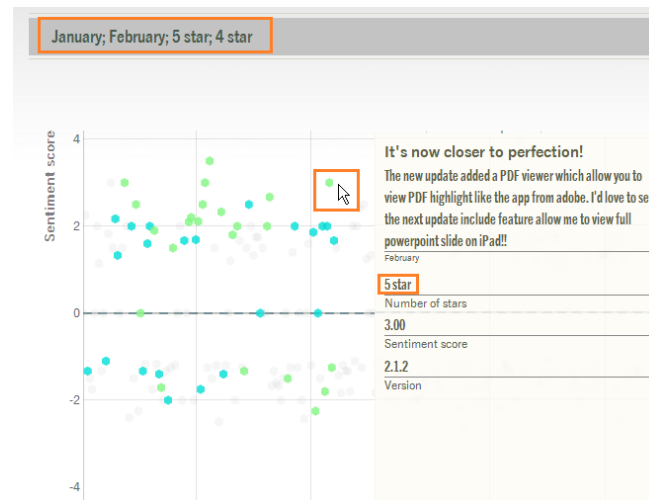 January; February; 5 star; 4 star
Sentiment score
4
2
0
-2
-4
It's now closer to perfection!
The new update added a PDF viewer which allow you to
view PDF highlight like the app from adobe. I'd love to se
the next update include feature allow me to view full
powerpoint slide on iPad!!
February
5 star
Number of stars
3.00
Sentiment score
2.1.2
Version